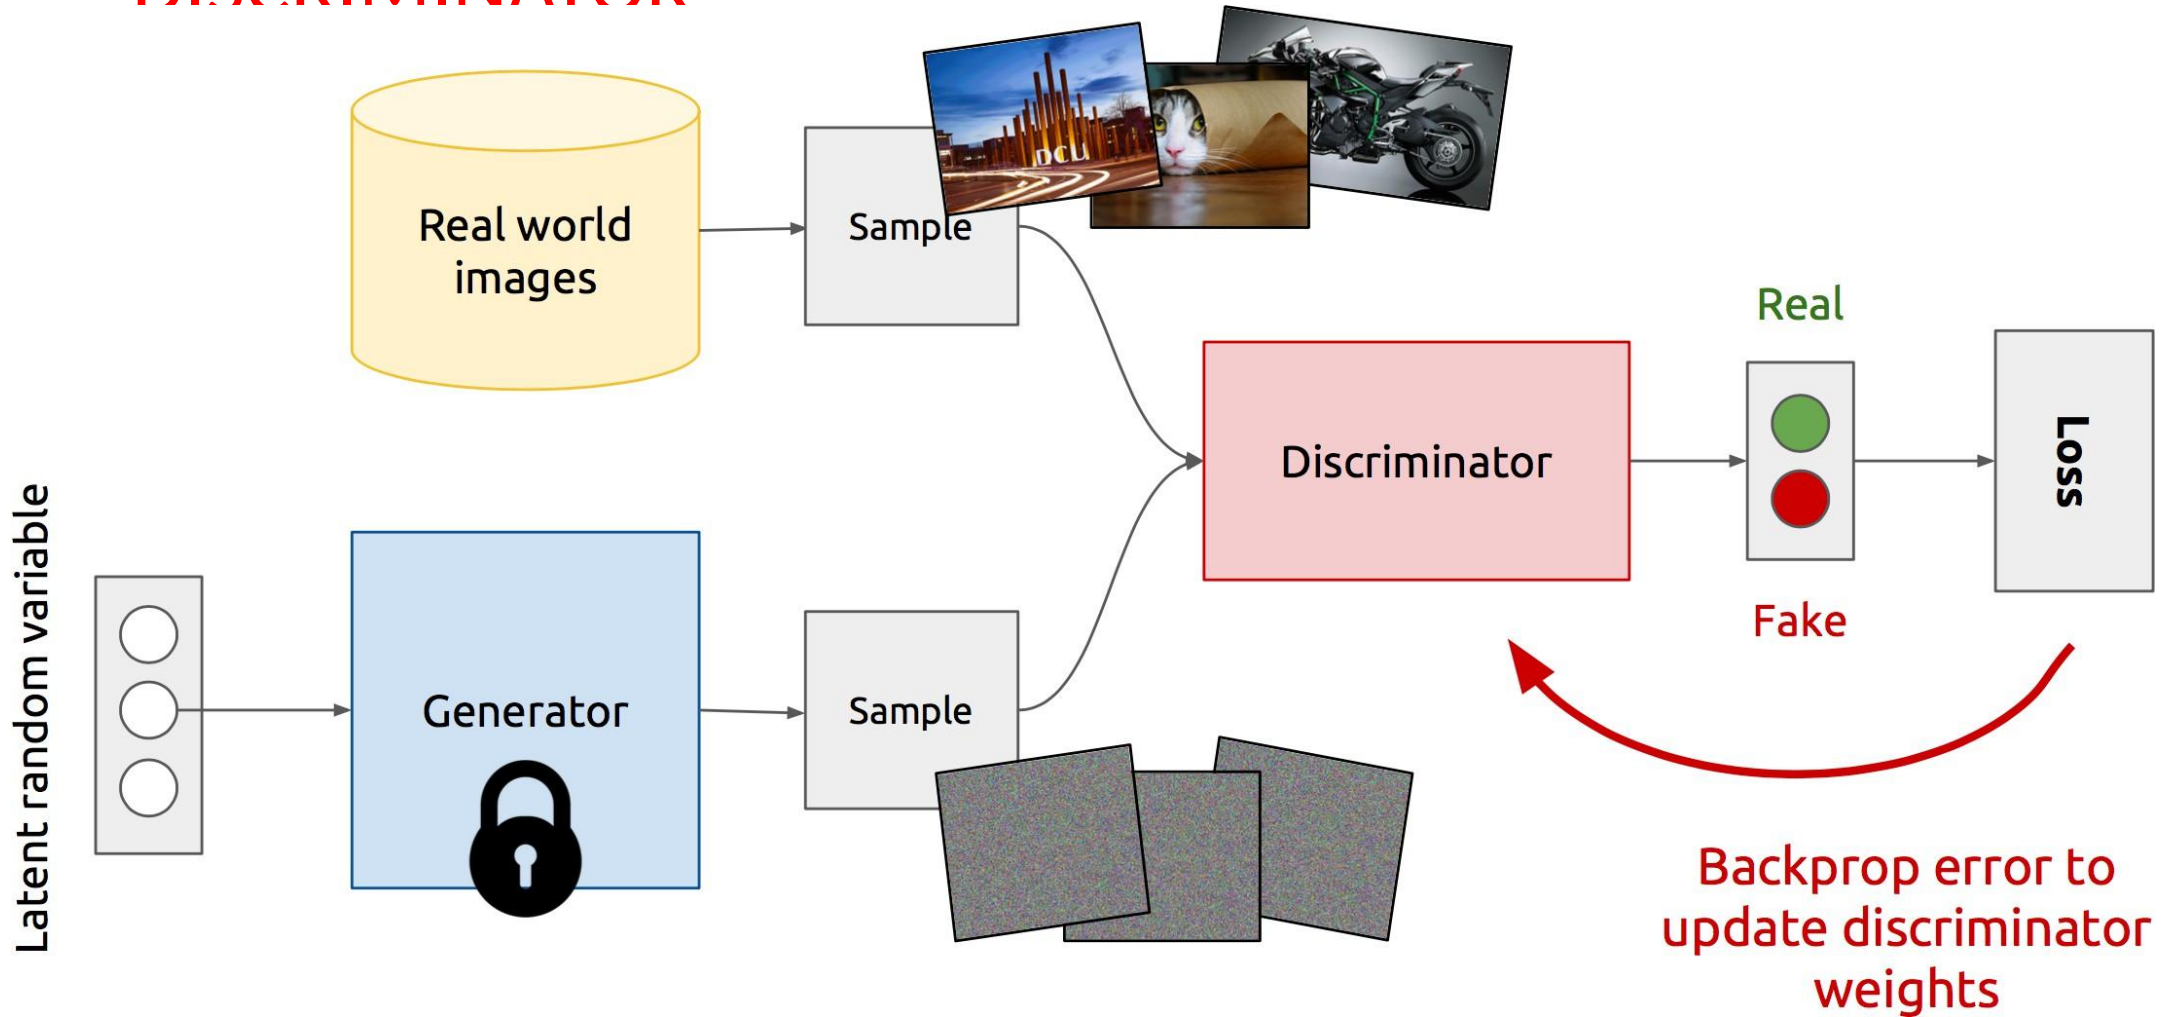 DISCRIMINATOR
DCU
Real world
images
Sample
Real
Discriminator
Loss
Fake
Latent random variable
Generator
Sample
Backprop error to
update discriminator
weights